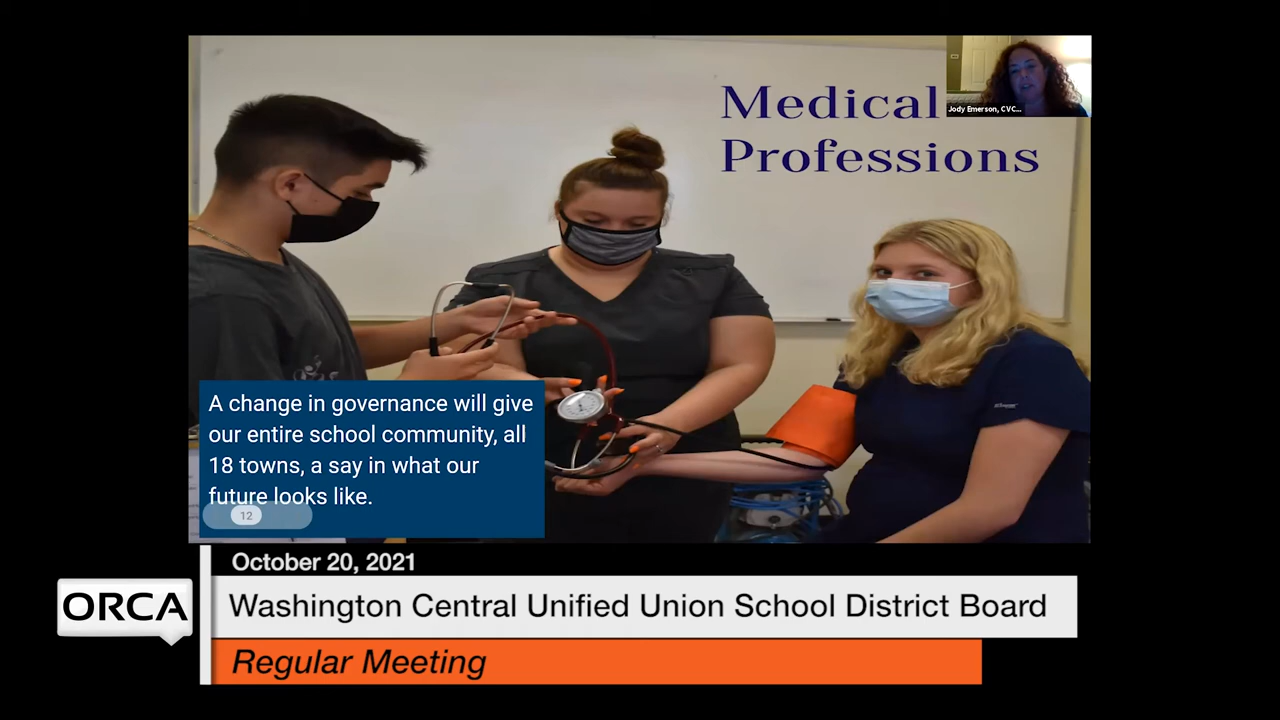 Medical
Professions
Jody Emerson, CVC...
A change in governance will give
our entire school community, all
18 towns, a say in what our
future looks like.
12
October 20, 2021
ORCA
Washington Central Unified Union School District Board
Regular Meeting